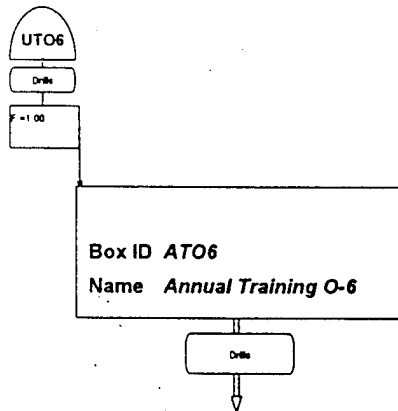 UTO6
Drills
F =1.00
Box ID ATO6
Name Annual Training O-6
Drills